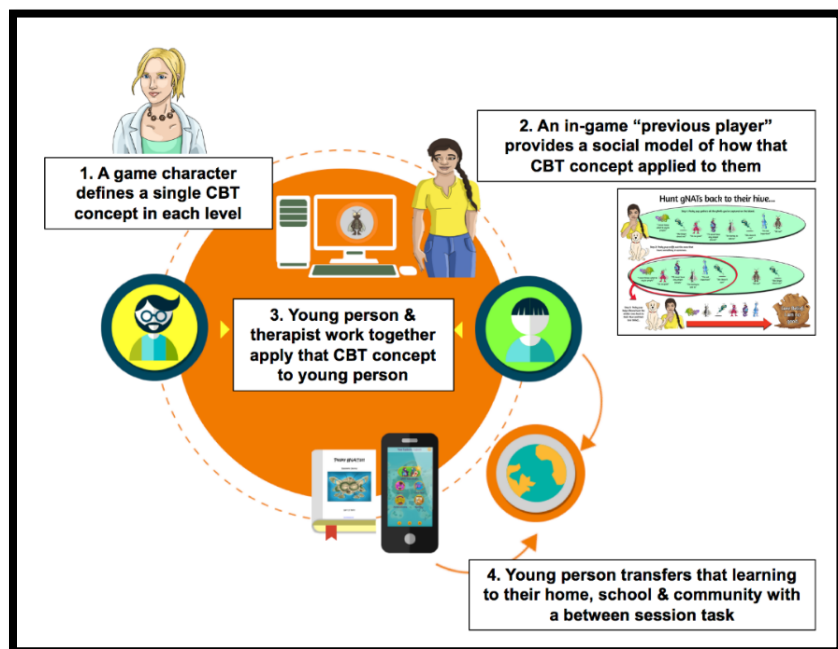 1. A game character
defines a single CBT
concept in each level
2. An in-game “previous player”
provides a social model of how that
CBT concept applied to them
Hunt gNATs back to their hive...
3. Young person &
therapist work together
apply that CBT concept
to young person
4. Young person transfers that learning
to their home, school & community with
a between session task